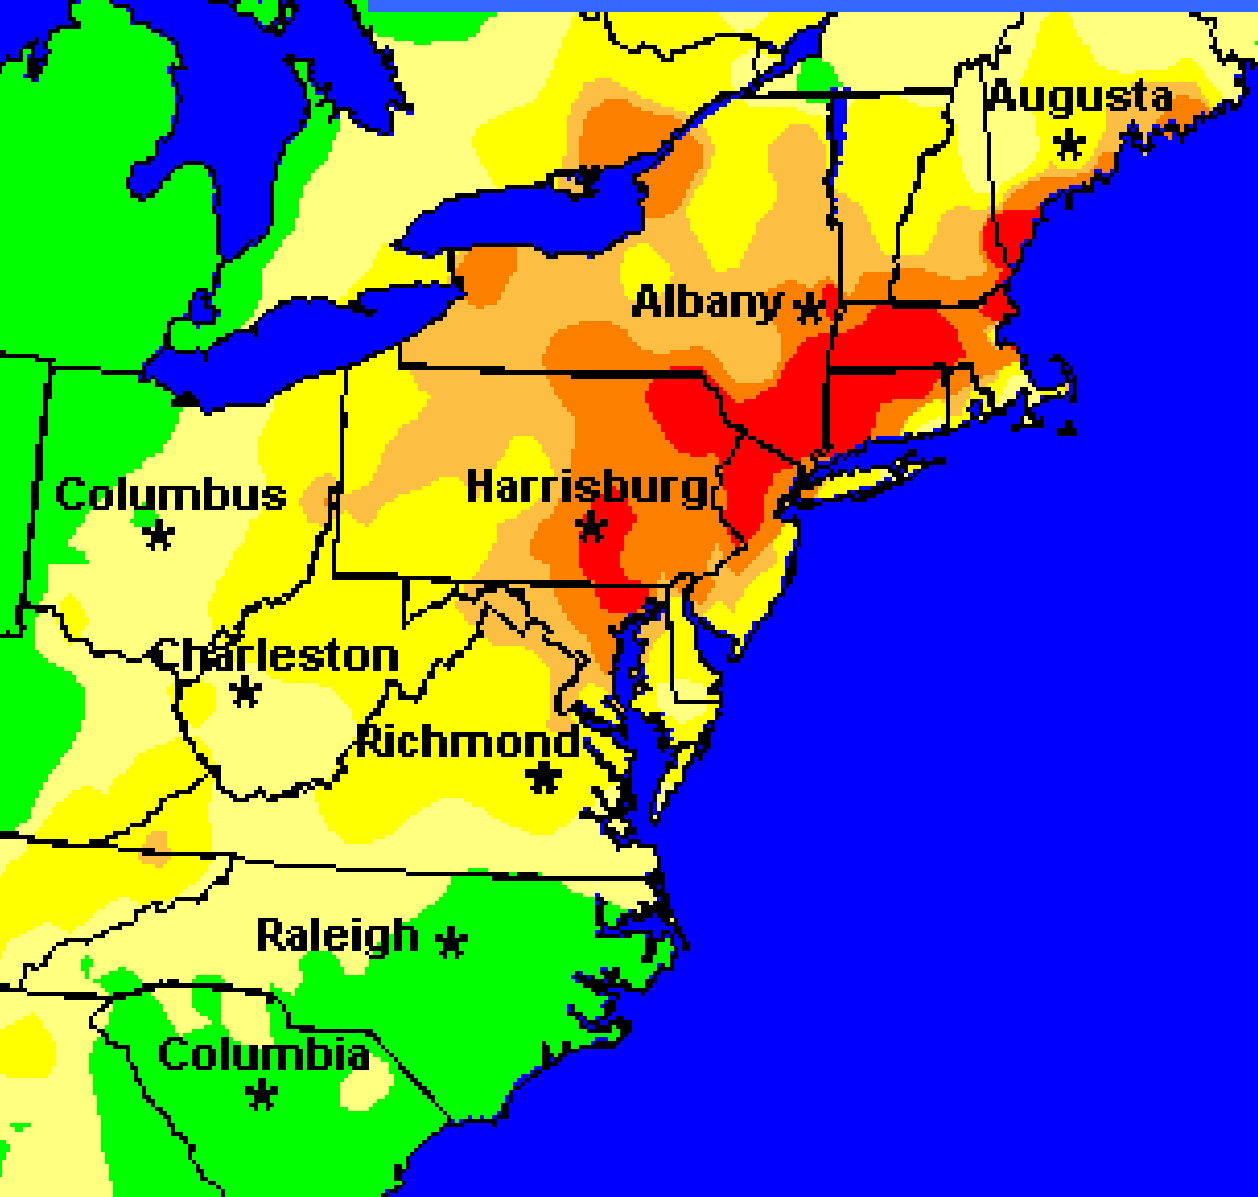 Augusta
Albany
Harrisburg
Columbus
Charleston
Richmond
Raleigh
Columbia